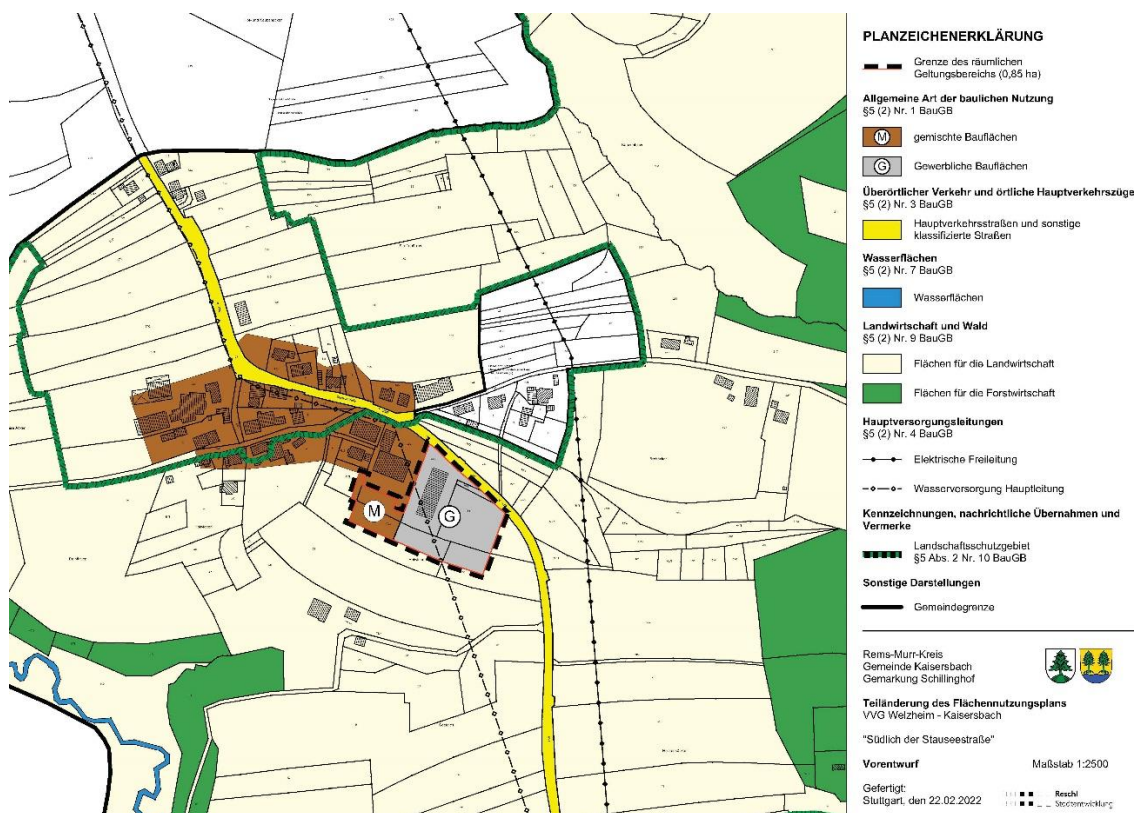 M
G
PLANZEICHENERKLÄRUNG
Grenze des räumlichen
Geltungsbereichs (0,85 ha)
Allgemeine Art der baulichen Nutzung
§5 (2) Nr. 1 BauGB
M
gemischte Bauflächen
G
Gewerbliche Bauflächen
Überörtlicher Verkehr und örtliche Hauptverkehrszüge
§5 (2) Nr. 3 BauGB
Hauptverkehrsstraßen und sonstige
klassifizierte Straßen
Wasserflächen
§5 (2) Nr. 7 BauGB
Wasserflächen
Landwirtschaft und Wald
§5 (2) Nr. 9 BauGB
Flächen für die Landwirtschaft
Flächen für die Forstwirtschaft
Hauptversorgungsleitungen
§5 (2) Nr. 4 BauGB
Elektrische Freileitung
Wasserversorgung Hauptleitung
Kennzeichnungen, nachrichtliche Übernahmen und
Vermerke
Landschaftsschutzgebiet
§5 Abs. 2 Nr. 10 BauGB
Sonstige Darstellungen
Gemeindegrenze
Rems-Murr-Kreis
Gemeinde Kaisersbach
Gemarkung Schillinghof
Teiländerung des Flächennutzungsplans
VVG Welzheim - Kaisersbach
"Südlich der Stauseestraße"
Vorentwurf Maßstab 1:2500
Gefertigt:
Stuttgart, den 22.02.2022
Reschl
Stadtentwicklung